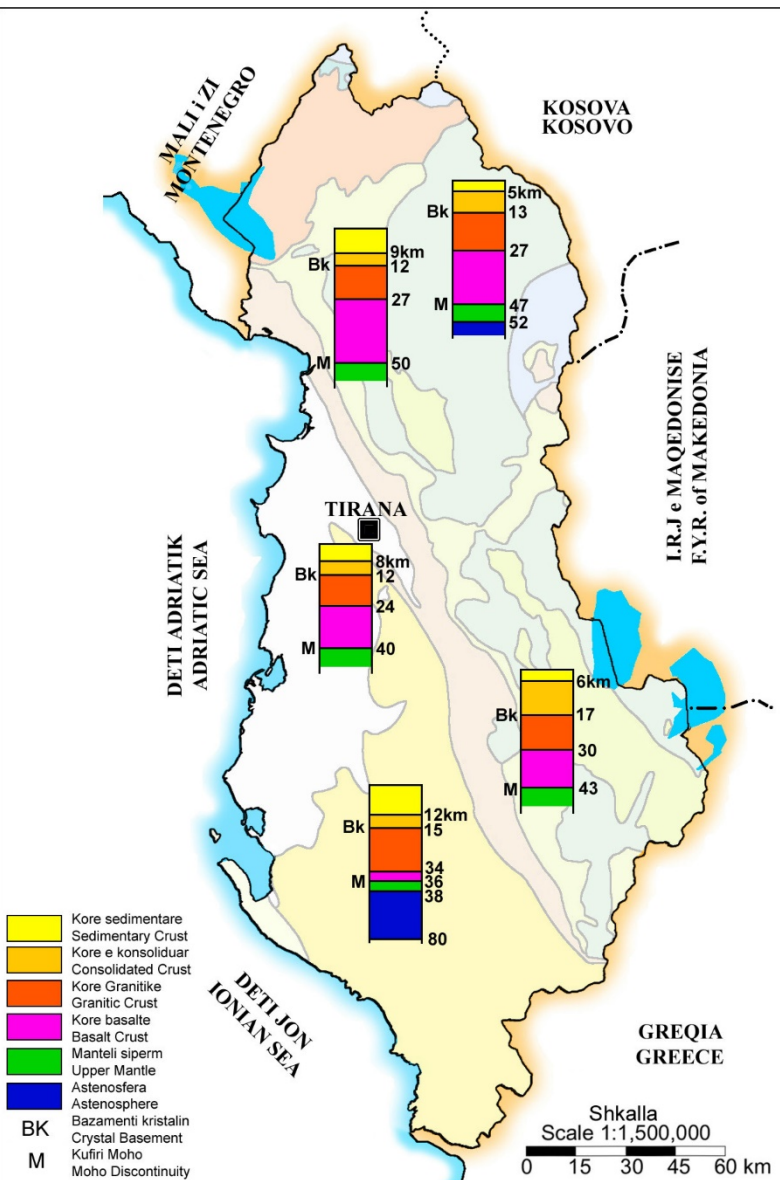 MALI i ZI
MONTENEGRO
KOSOVA
KOSOVO
5km
Bk
13
27
M
47
52
9km
Bk
12
27
M
50
I.R.J e MAQEDONISE
F.Y.R. of MAKEDONIA
TIRANA
8km
Bk
12
24
M
40
DETI ADRIATIK
ADRIATIC SEA
6km
Bk
17
30
M
43
12km
Bk
15
34
M
36
38
80
DETI JON
IONIAN SEA
GREQIA
GREECE
Kore sedimentare
Sedimentary Crust
Kore e konsoliduar
Consolidated Crust
Kore Granitike
Granitic Crust
Kore basalte
Basalt Crust
Manteli siperm
Upper Mantle
Astenosfera
Astenosphere
BK
Bazamenti kristalin
Crystal Basement
M
Kufiri Moho
Moho Discontinuity
Shkalla
Scale 1:1,500,000
0 15 30 45 60 km